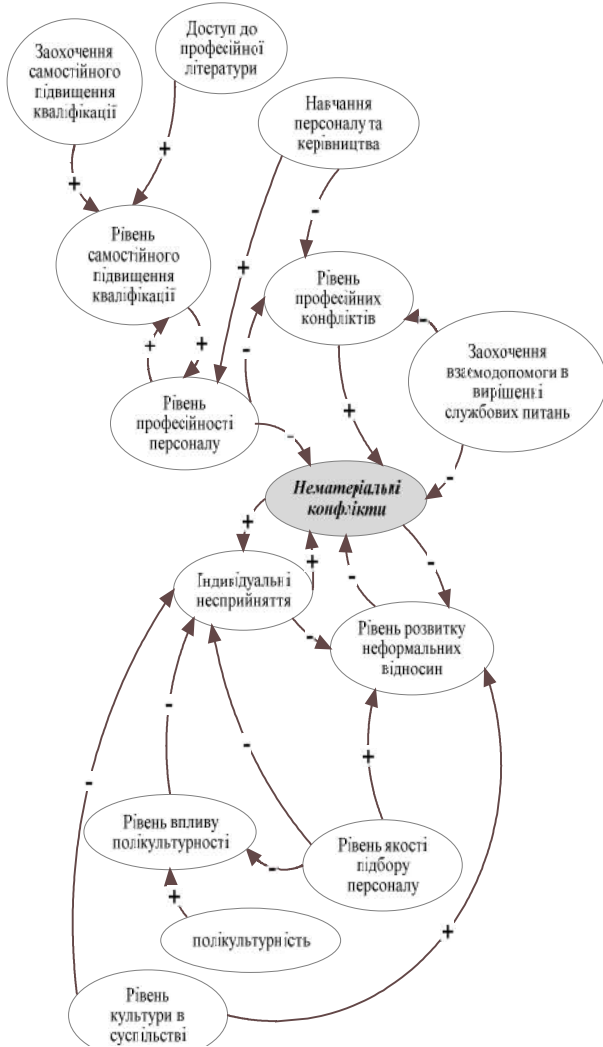 Заохочення
самостійного
підвищення
кваліфікації
Доступ до
професійної
літератури
Навчання
персоналу та
керівництва
+
+
-
Рівень
самостійного
підвищення
кваліфікації
+
Рівень
професійних
конфліктів
-
Заохочення
взаємодопомоги в
вирішенні
службових питань
+
+
-
Рівень
професійності
персоналу
+
-
-
Нематеріальні
конфлікти
+
+
-
-
Індивідуальні
несприйняття
-
Рівень розвитку
неформальних
відносин
-
-
+
-
Рівень впливу
полікультурності
-
Рівень якості
підбору
персоналу
+
полікультурність
+
Рівень
культури в
суспільстві